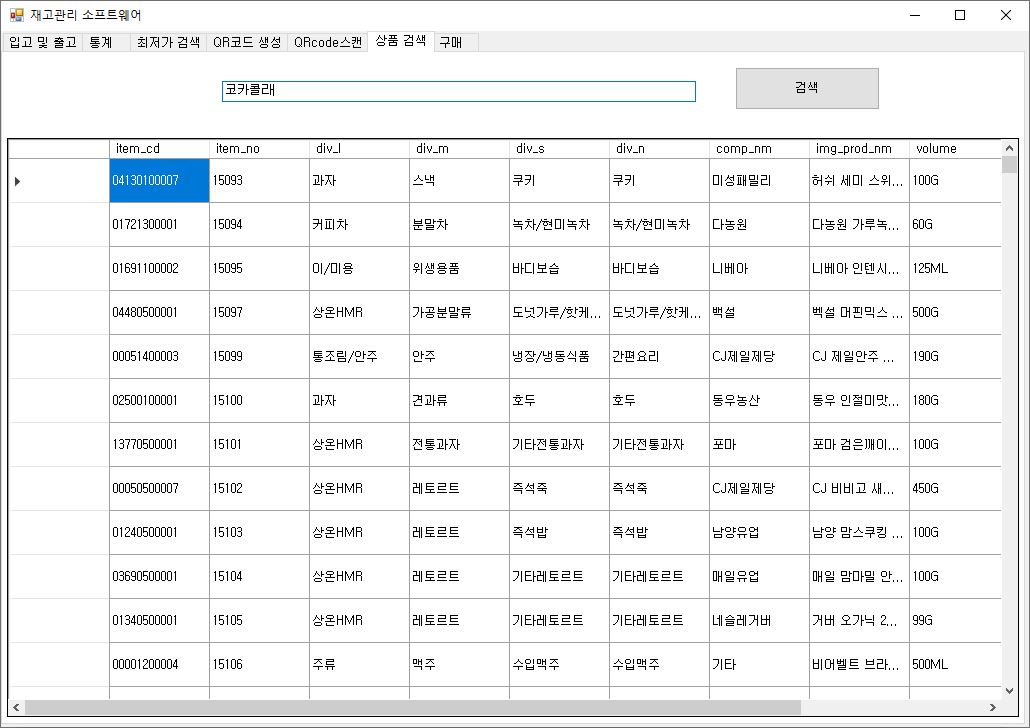 재고관리 소프트웨어
입고 및 출고 통계 최저가 검색 QR코드 생성 QRcode스캔 상품 검색 구매
코카콜래 검색
item_cd item_no div_l div_m div_s div_n comp_nm img_prod_nm volume
04130100007 15093 과자 스낵 쿠키 쿠키 미성패밀리 허쉬 세미 스위... 100G
01721300001 15094 커피차 분말차 녹차/현미녹차 녹차/현미녹차 다농원 다농원 가루녹... 60G
01691100002 15095 이/미용 위생용품 바디보습 바디보습 니베아 니베아 인텐시... 125ML
04480500001 15097 상온HMR 가공분말류 도넛가루/핫케... 도넛가루/핫케... 백설 벡설 머핀믹스 ... 500G
00051400003 15099 통조림/안주 안주 냉장/냉동식품 간편요리 CJ제일제당 CJ 제일안주 ... 190G
02500100001 15100 과자 견과류 호두 호두 동우농산 동우 인절미맛... 180G
13770500001 15101 상온HMR 전통과자 기타전통과자 기타전통과자 포마 포마 검은깨이... 100G
00050500007 15102 상온HMR 레토르트 즉석죽 즉석죽 CJ제일제당 CJ 비비고 새... 450G
01240500001 15103 상온HMR 레토르트 즉석밥 즉석밥 남양유업 남양 맘스쿠킹 ... 100G
03690500001 15104 상온HMR 레토르트 기타레토르트 기타레토르트 매일유업 매일 맘마밀 안... 100G
01340500001 15105 상온HMR 레토르트 기타레토르트 기타레토르트 네슬레거버 거버 오가닉 2... 99G
00001200004 15106 주류 맥주 수입맥주 수입맥주 기타 비어벨트 브라... 500ML